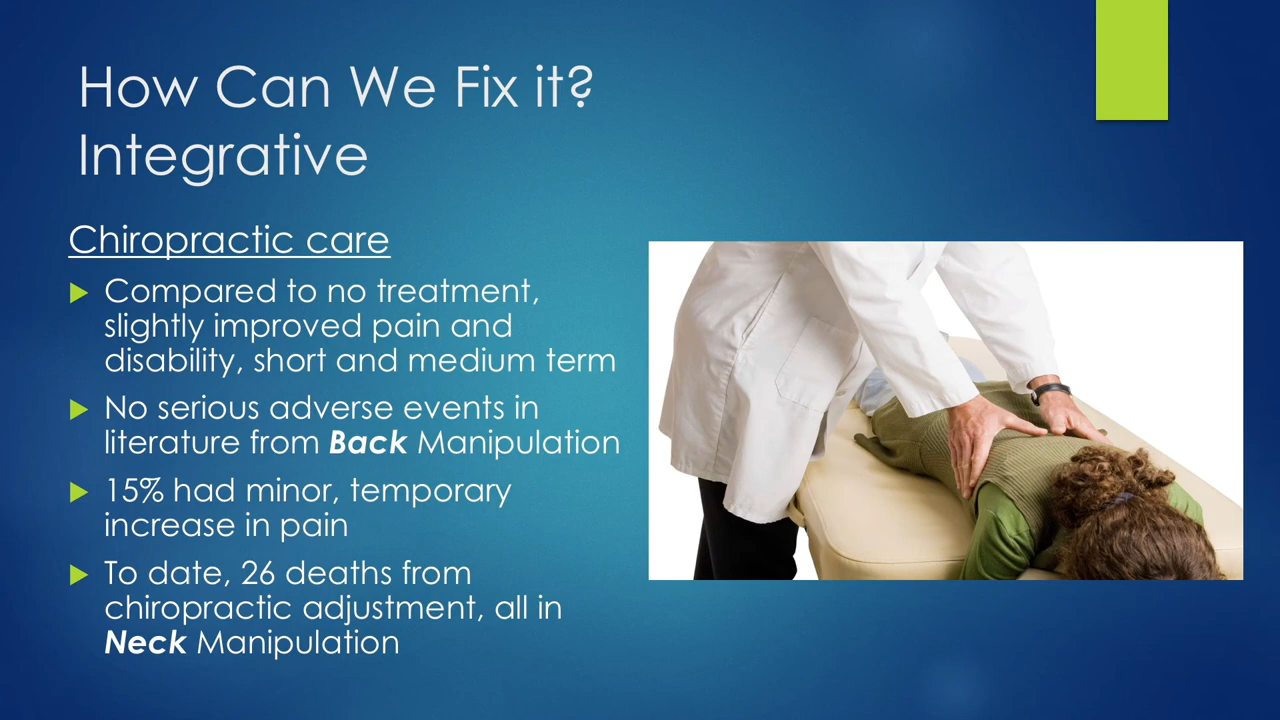 How Can We Fix it?
Integrative
Chiropractic care
Compared to no treatment,
slightly improved pain and
disability, short and medium term
No serious adverse events in
literature from Back Manipulation
15% had minor, temporary
increase in pain
To date, 26 deaths from
chiropractic adjustment, all in
Neck Manipulation